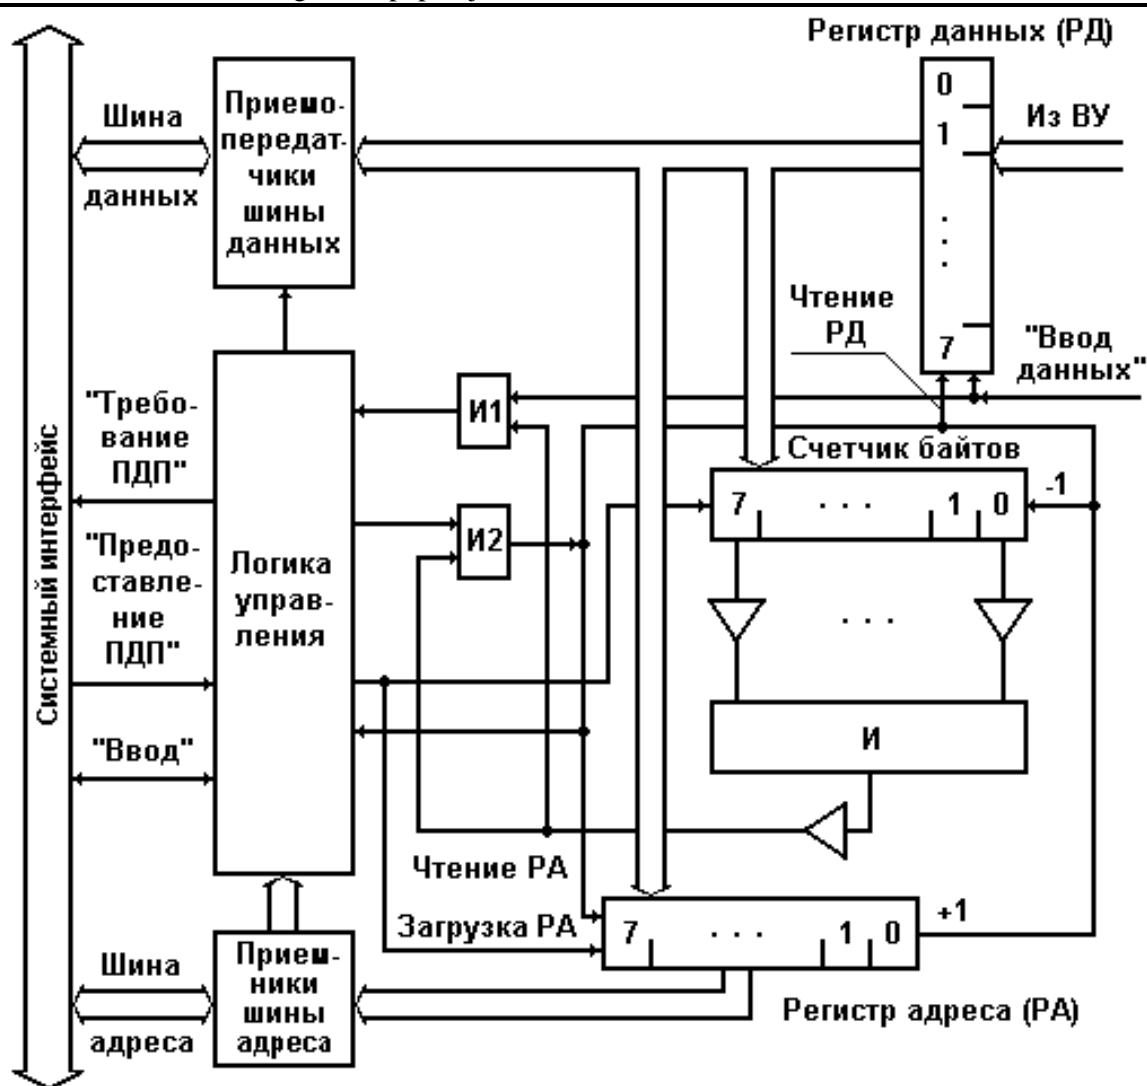 Регистр данных (РД)
Шина
данных
Приемо-
передат-
чики
шины
данных
0
1
.
.
.
7
Из ВУ
Чтение
РД
"Ввод
данных"
Системный интерфейс
"Требо-
вание
ПДП"
"Предо-
ставле-
ние
ПДП"
"Ввод"
Логика
управ-
ления
И1
И2
Счетчик байтов
7 . . . 1 0
-1
. . .
И
Чтение РА
Загрузка РА
7 . . . 1 0
+1
Регистр адреса (РА)
Шина
адреса
Прием-
ники
шины
адреса